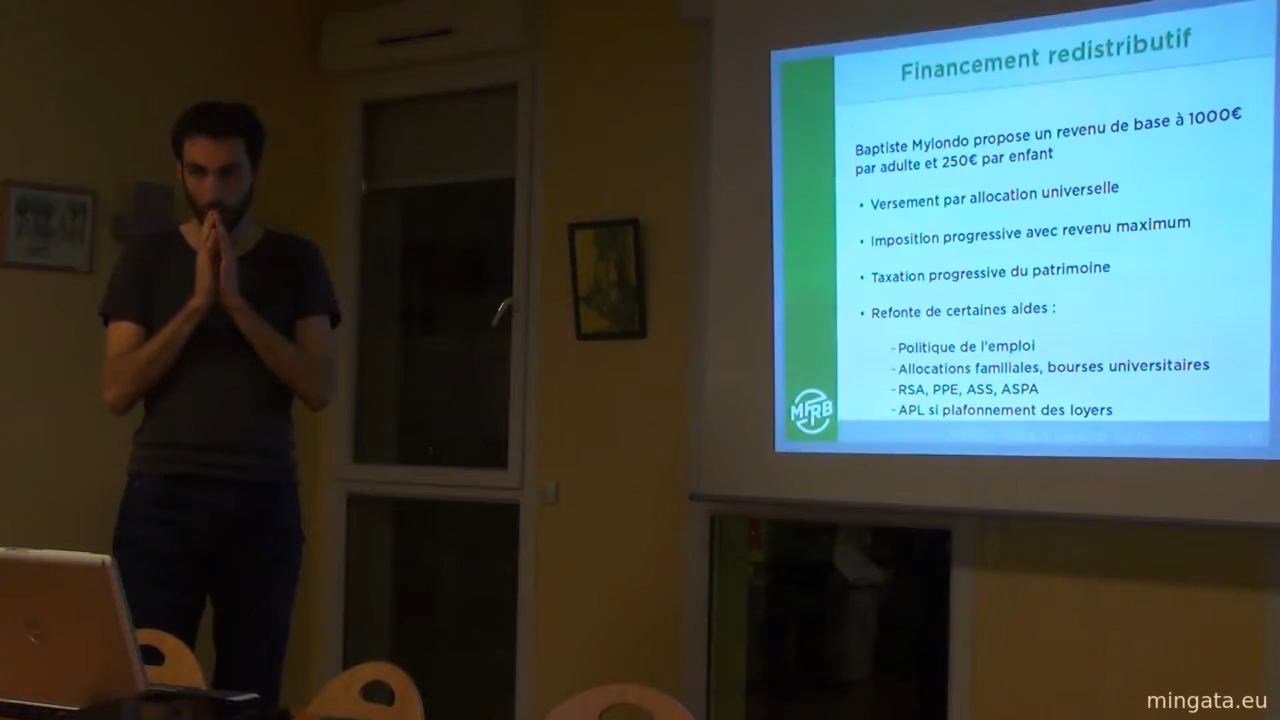 Financement redistributif
Baptiste Mylondo propose un revenu de base à 1000€
par adulte et 250€ par enfant
• Versement par allocation universelle
• Imposition progressive avec revenu maximum
• Taxation progressive du patrimoine
• Refonte de certaines aides :
- Politique de l'emploi
- Allocations familiales, bourses universitaires
- RSA, PPE, ASS, ASPA
- APL si plafonnement des loyers
MFRB
mingata.eu